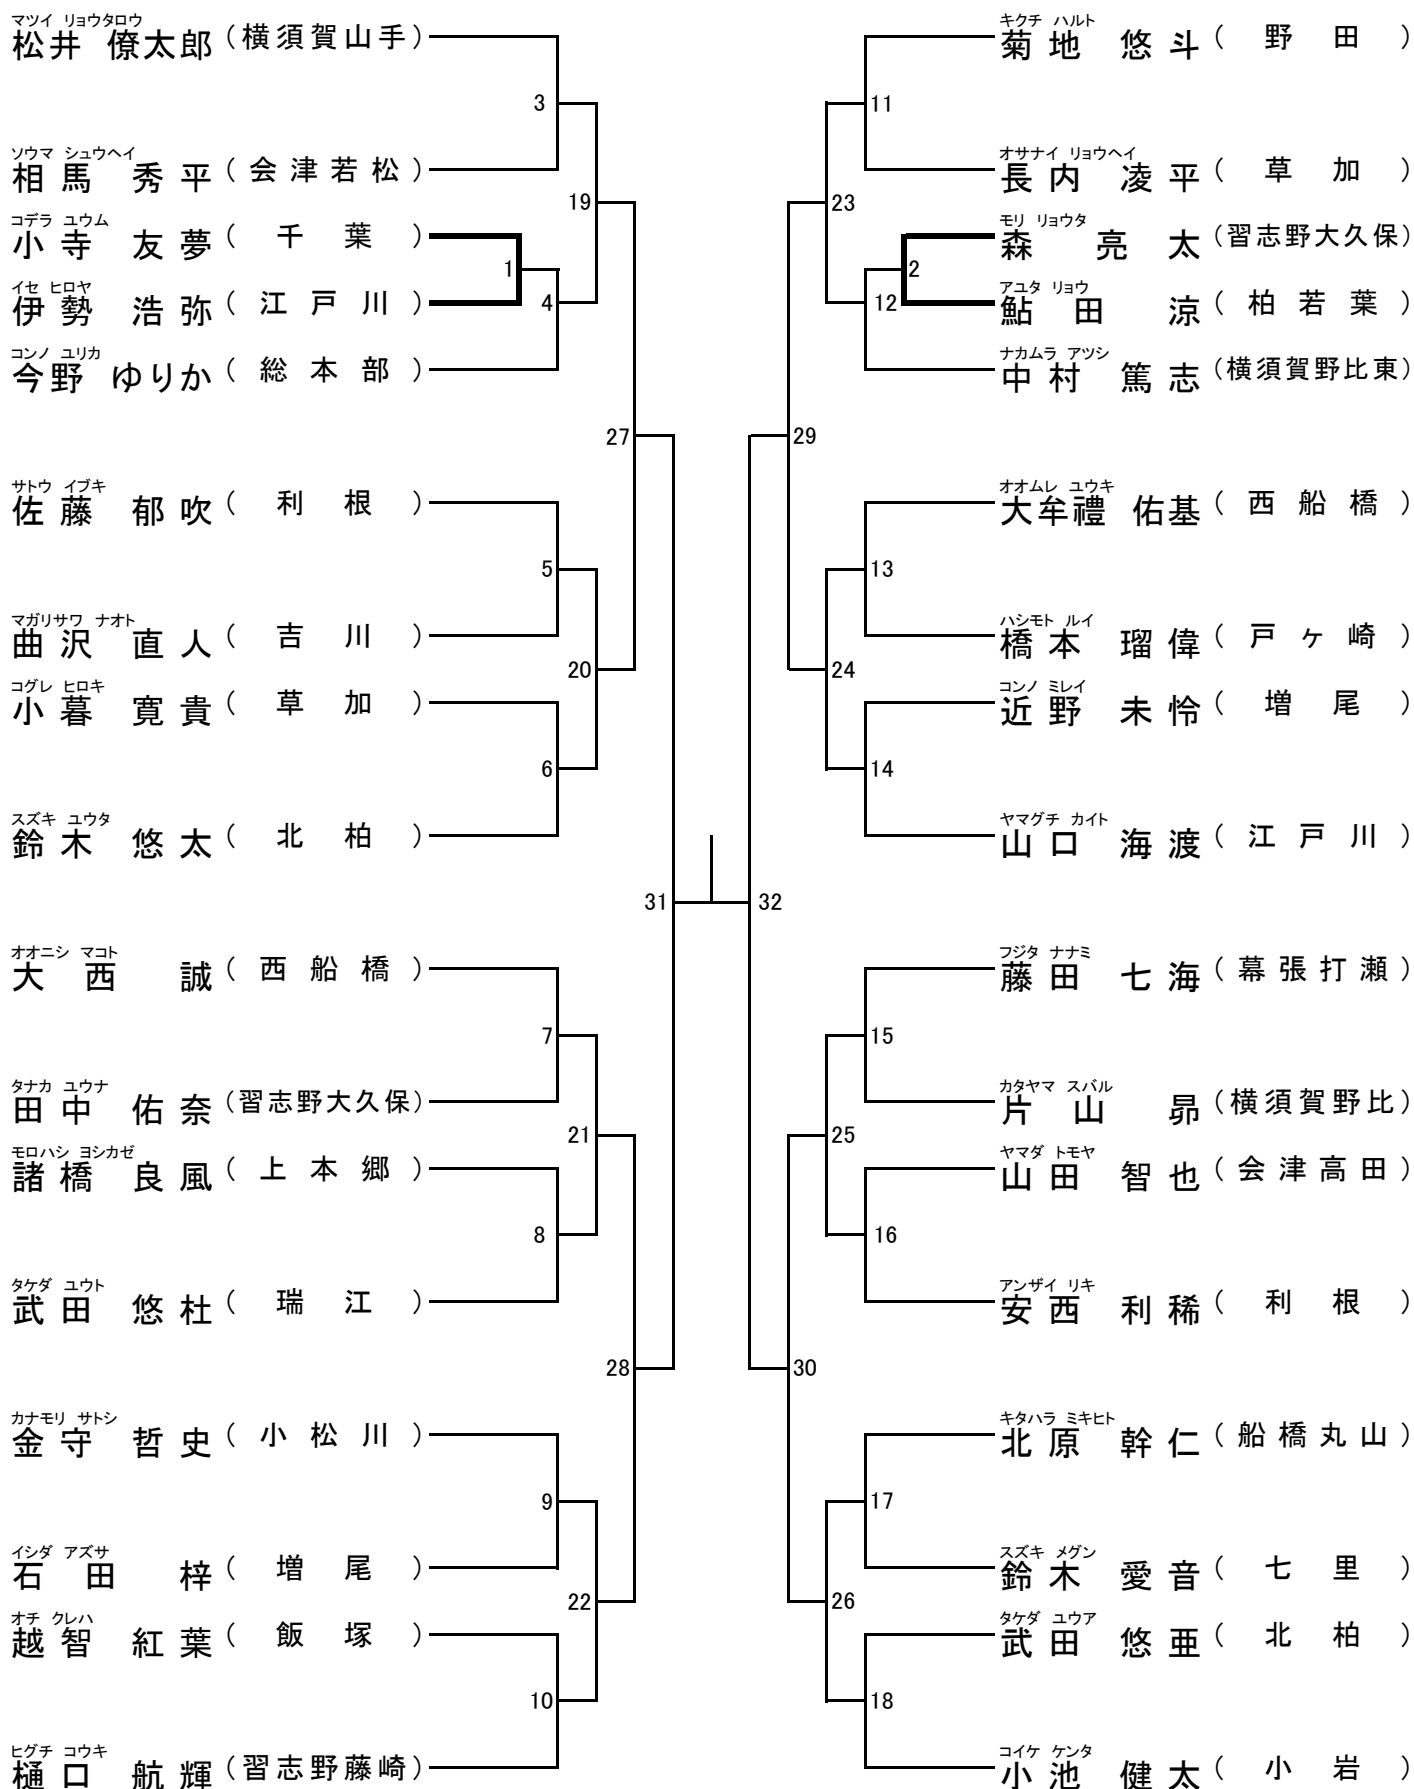 マツイ リョウタロウ
松井 僚太郎 (横須賀山手)
3
ソウマ シュウヘイ
相馬 秀平 (会津若松)
19
コデラ ユウム
小寺 友夢 (千葉)
1
イセ ヒロヤ
伊勢 浩弥 (江戸川)
4
コンノ ユリカ
今野 ゆりか (総本部)
27
サトウ イブキ
佐藤 郁吹 (利根)
5
マガリサワ ナオト
曲沢 直人 (吉川)
20
コグレ ヒロキ
小暮 寛貴 (草加)
6
スズキ ユウタ
鈴木 悠太 (北柏)
31
オオニシ マコト
大西 誠 (西船橋)
7
タナカ ユウナ
田中 佑奈 (習志野大久保)
21
モロハシ ヨシカゼ
諸橋 良風 (上本郷)
8
タケダ ユウト
武田 悠杜 (瑞江)
28
カナモリ サトシ
金守 哲史 (小松川)
9
イシダ アズサ
石田 梓 (増尾)
22
オチ クレハ
越智 紅葉 (飯塚)
10
ヒグチ コウキ
樋口 航輝 (習志野藤崎)
キクチ ハルト
菊地 悠斗 (野田)
11
オサナイ リョウヘイ
長内 凌平 (草加)
23
モリ リョウタ
森 亮太 (習志野大久保)
2
アユタ リョウ
鮎田 涼 (柏若葉)
12
ナカムラ アツシ
中村 篤志 (横須賀野比東)
29
オオムレ ユウキ
大牟禮 佑基 (西船橋)
13
ハシモト ルイ
橋本 瑠偉 (戸ヶ崎)
24
コンノ ミレイ
近野 未怜 (増尾)
14
ヤマグチ カイト
山口 海渡 (江戸川)
32
フジタ ナナミ
藤田 七海 (幕張打瀬)
15
カタヤマ スバル
片山 昴 (横須賀野比)
25
ヤマダ トモヤ
山田 智也 (会津高田)
16
アンザイ リキ
安西 利稀 (利根)
30
キタハラ ミキヒト
北原 幹仁 (船橋丸山)
17
スズキ メグン
鈴木 愛音 (七里)
26
タケダ ユウア
武田 悠亜 (北柏)
18
コイケ ケンタ
小池 健太 (小岩)